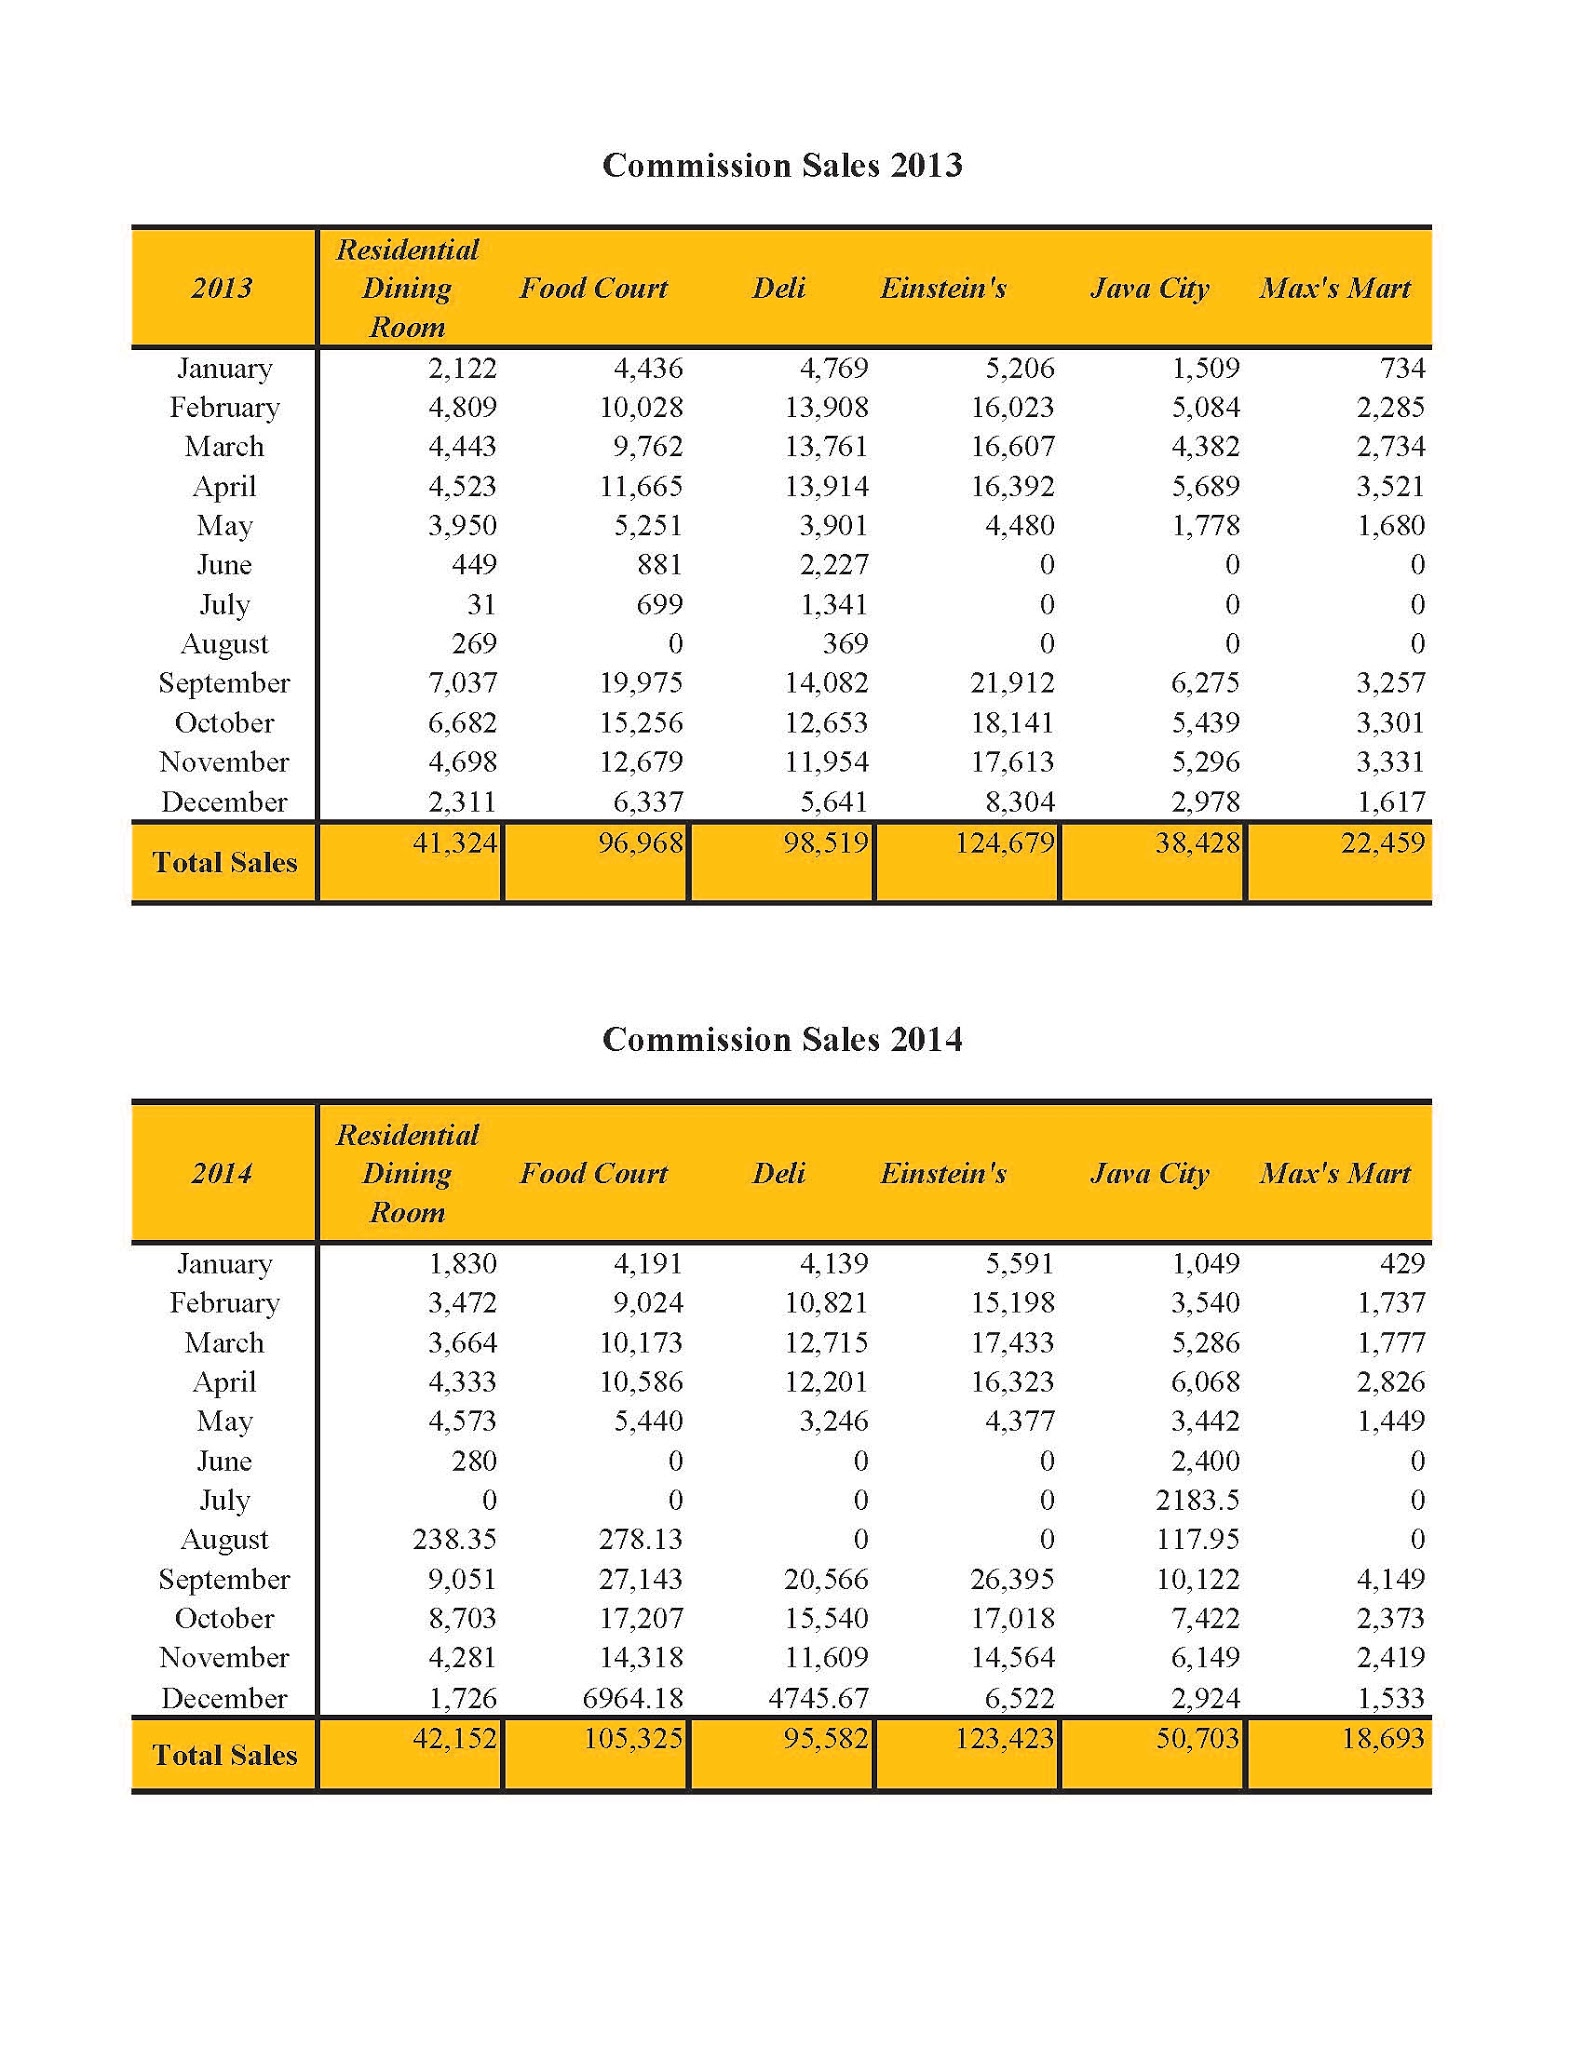 Commission Sales 2013
2013 Residential Dining Room Food Court Deli Einstein's Java City Max's Mart
January 2,122 4,436 4,769 5,206 1,509 734
February 4,809 10,028 13,908 16,023 5,084 2,285
March 4,443 9,762 13,761 16,607 4,382 2,734
April 4,523 11,665 13,914 16,392 5,689 3,521
May 3,950 5,251 3,901 4,480 1,778 1,680
June 449 881 2,227 0 0 0
July 31 699 1,341 0 0 0
August 269 0 369 0 0 0
September 7,037 19,975 14,082 21,912 6,275 3,257
October 6,682 15,256 12,653 18,141 5,439 3,301
November 4,698 12,679 11,954 17,613 5,296 3,331
December 2,311 6,337 5,641 8,304 2,978 1,617
Total Sales 41,324 96,968 98,519 124,679 38,428 22,459
Commission Sales 2014
2014 Residential Dining Room Food Court Deli Einstein's Java City Max's Mart
January 1,830 4,191 4,139 5,591 1,049 429
February 3,472 9,024 10,821 15,198 3,540 1,737
March 3,664 10,173 12,715 17,433 5,286 1,777
April 4,333 10,586 12,201 16,323 6,068 2,826
May 4,573 5,440 3,246 4,377 3,442 1,449
June 280 0 0 0 2,400 0
July 0 0 0 0 2183.5 0
August 238.35 278.13 0 0 117.95 0
September 9,051 27,143 20,566 26,395 10,122 4,149
October 8,703 17,207 15,540 17,018 7,422 2,373
November 4,281 14,318 11,609 14,564 6,149 2,419
December 1,726 6964.18 4745.67 6,522 2,924 1,533
Total Sales 42,152 105,325 95,582 123,423 50,703 18,693